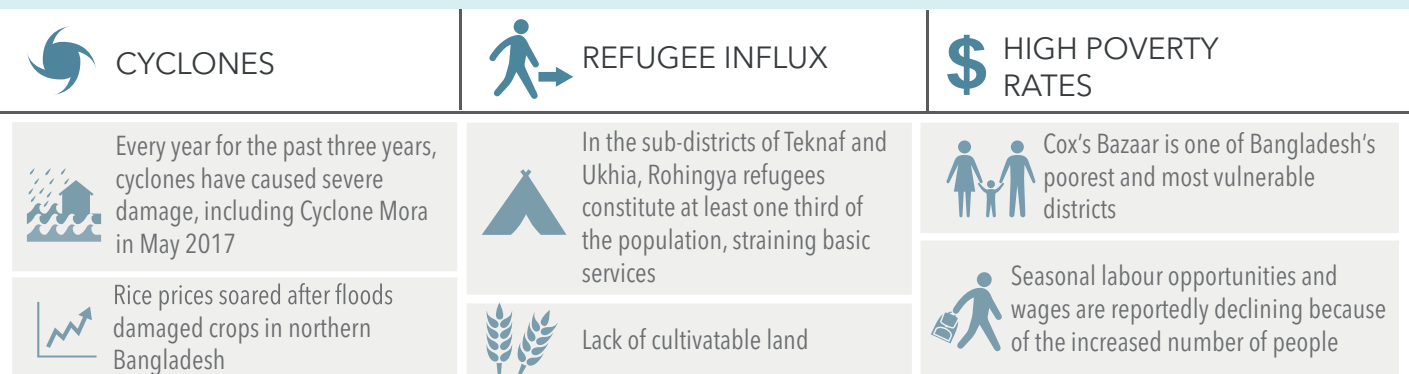 CYCLONES
Every year for the past three years,
cyclones have caused severe
damage, including Cyclone Mora
in May 2017
Rice prices soared after floods
damaged crops in northern
Bangladesh
REFUGEE INFLUX
In the sub-districts of Teknaf and
Ukhia, Rohingya refugees
constitute at least one third of
the population, straining basic
services
Lack of cultivatable land
$ HIGH POVERTY
RATES
Cox's Bazaar is one of Bangladesh's
poorest and most vulnerable
districts
Seasonal labour opportunities and
wages are reportedly declining because
of the increased number of people